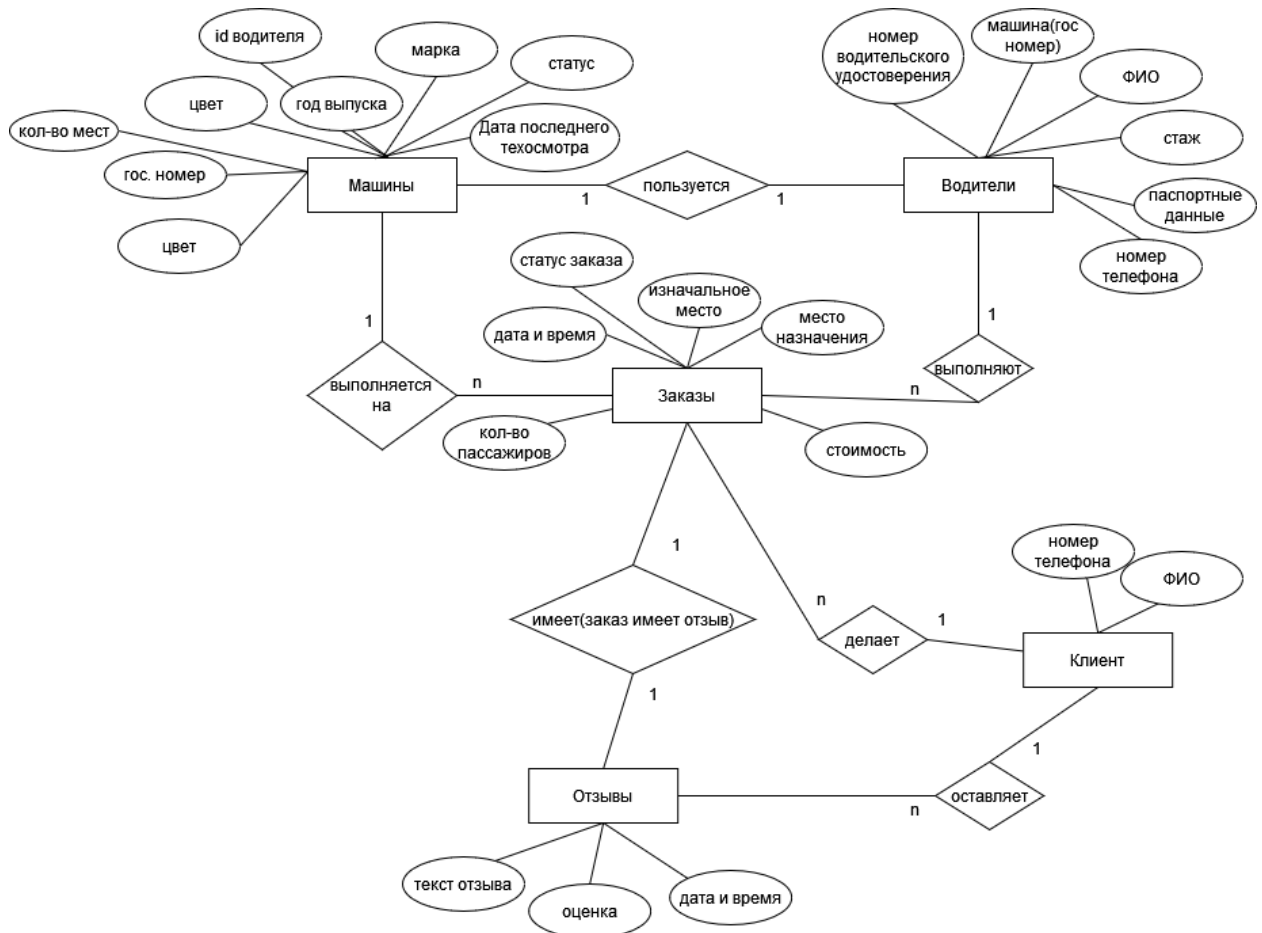 id водителя
марка
статус
цвет
год выпуска
кол-во мест
Дата последнего
техосмотра
гос. номер
Машины
цвет
пользуется
1
1
номер
водительского
удостоверения
машина(гос
номер)
ФИО
стаж
Водители
паспортные
данные
номер
телефона
статус заказа
изначальное
место
место
назначения
дата и время
1
1
выполняется
на
n
Заказы
n
выполняют
кол-во
пассажиров
стоимость
1
имеет(заказ имеет отзыв)
1
n
делает
1
номер
телефона
ФИО
Клиент
1
Отзывы
n
оставляет
текст отзыва
оценка
дата и время